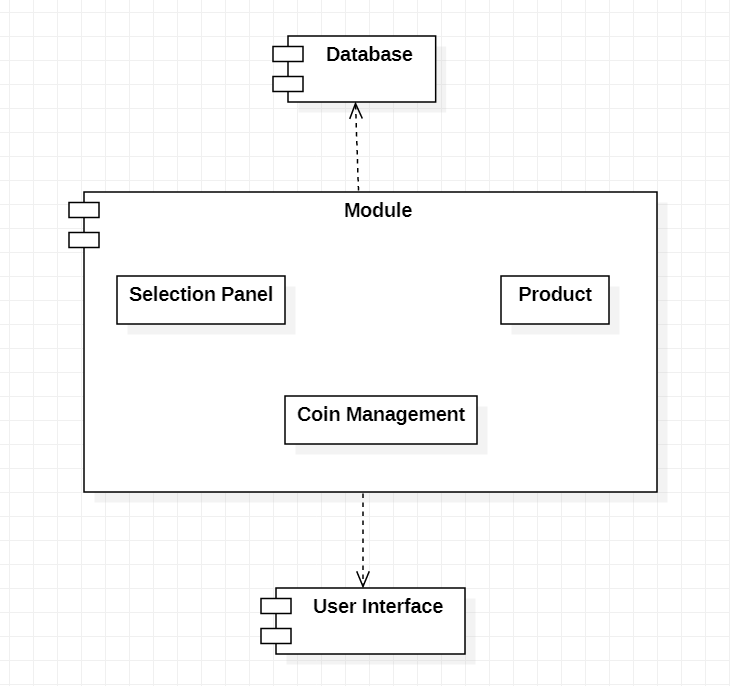 Database
Module
Selection Panel
Product
Coin Management
User Interface